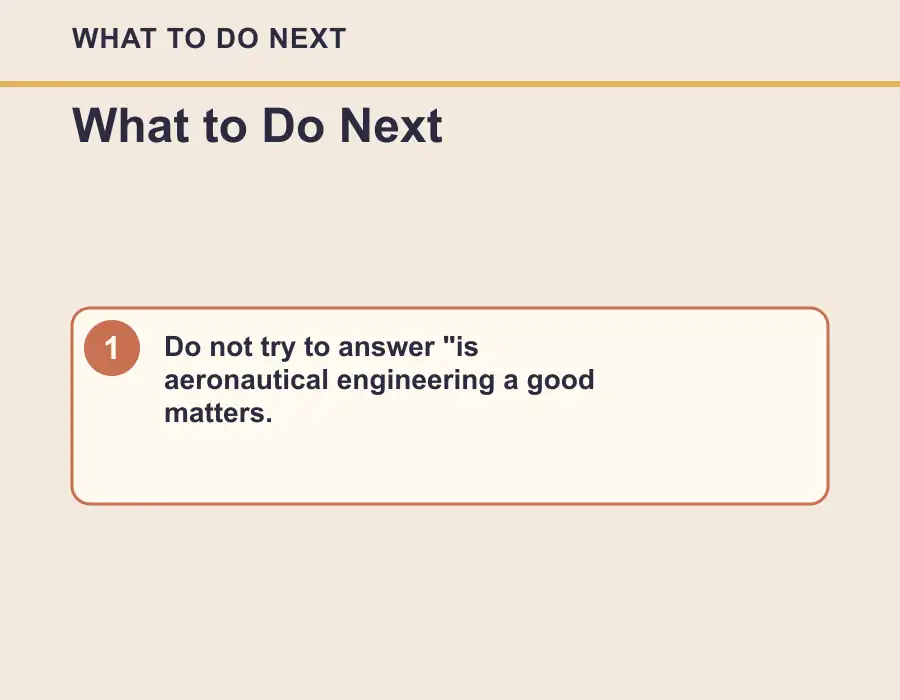 WHAT TO DO NEXT
What to Do Next
1
Do not try to answer "is
aeronautical engineering a good
matters.